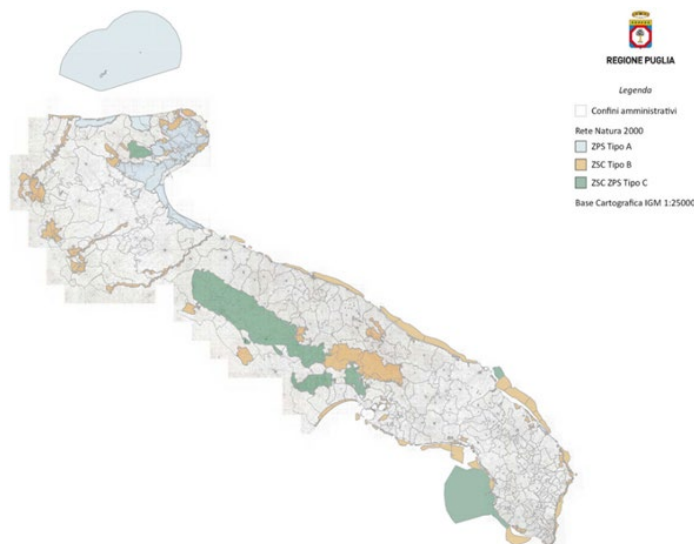 REGIONE PUGLIA
Legenda
Confini amministrativi
Rete Natura 2000
ZPS Tipo A
ZSC Tipo B
ZSC ZPS Tipo C
Base Cartografica IGM 1:25000